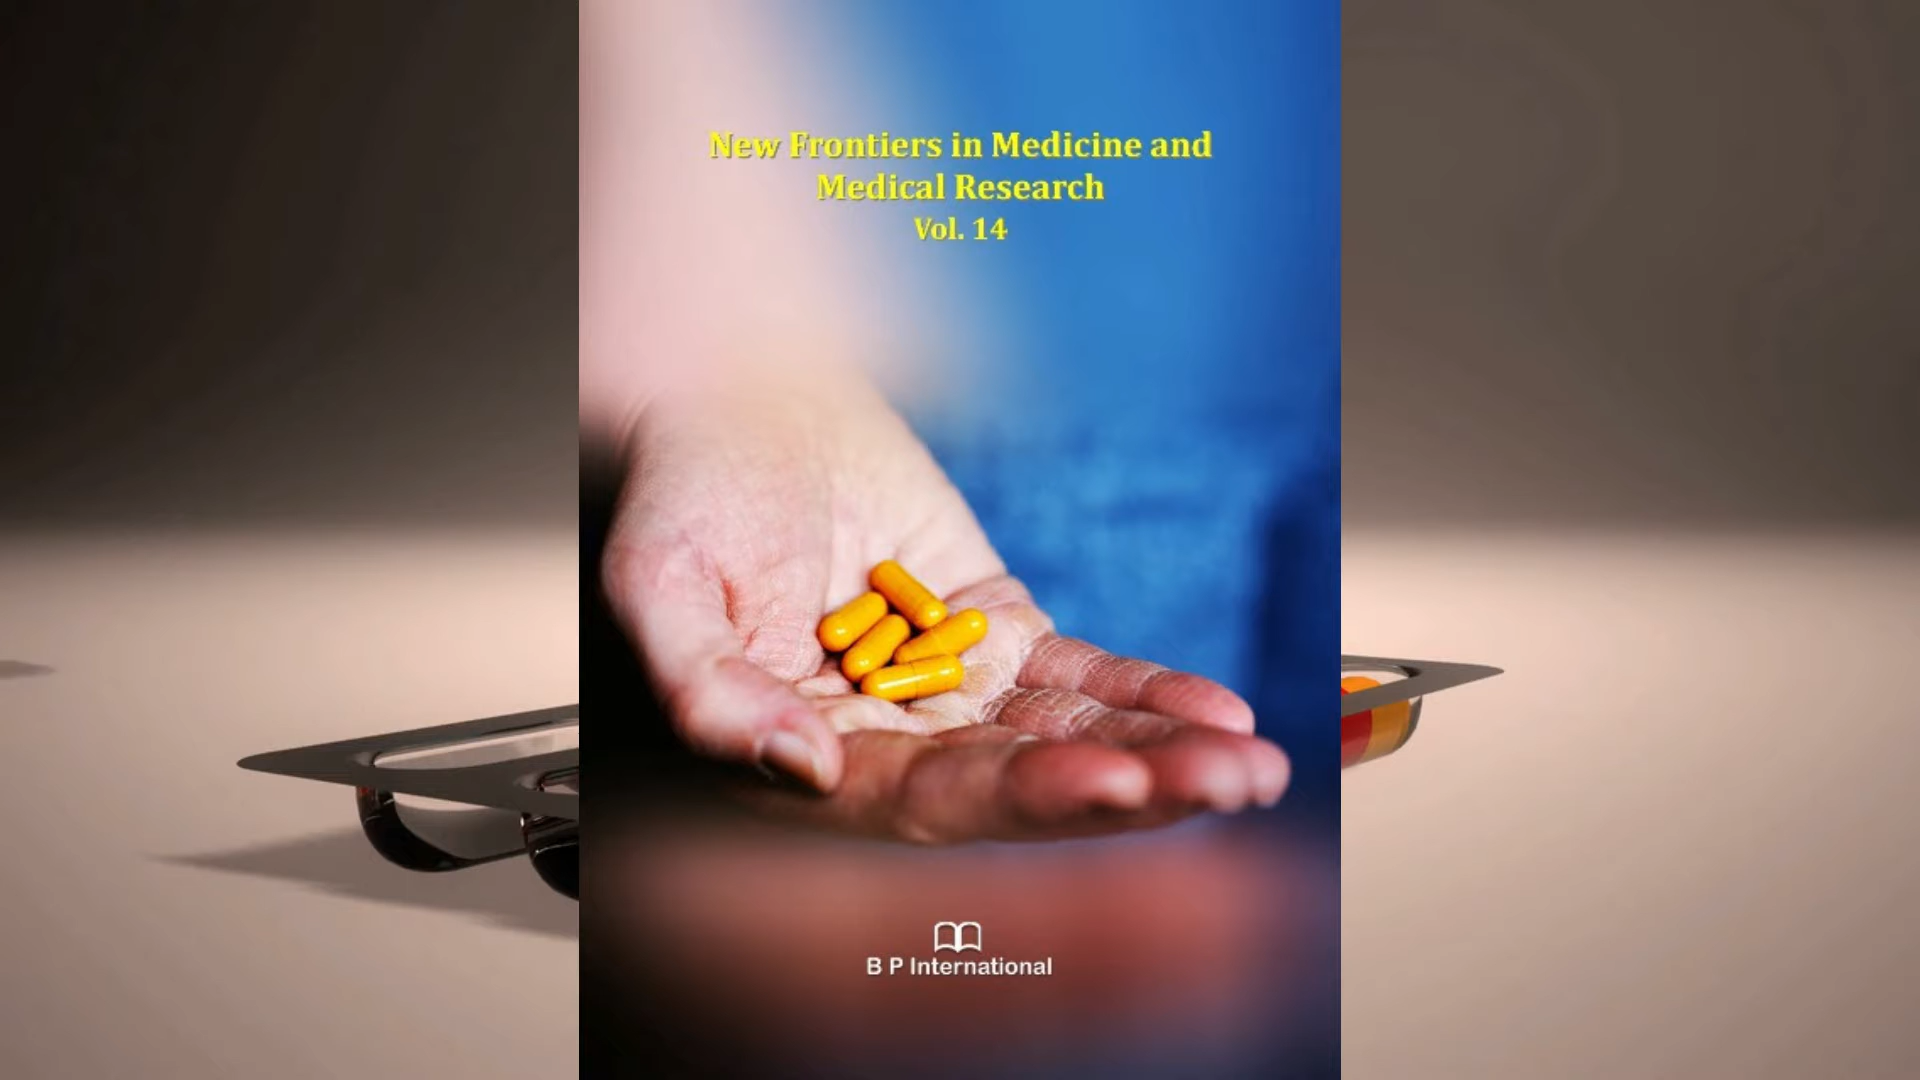 New Frontiers in Medicine and
Medical Research
Vol. 14
B P International